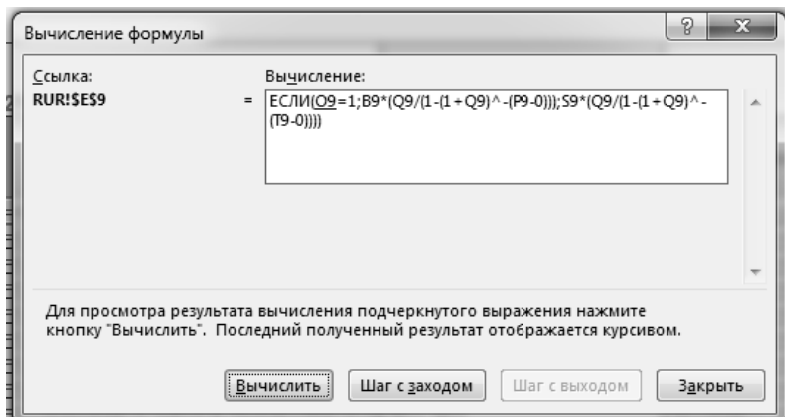 Вычисление формулы
Ссылка:
Вычисление:
RUR!$E$9
=
ЕСЛИ(O9=1;B9*(Q9/(1-(1+Q9)^-(P9-0)));S9*(Q9/(1-(1+Q9)^-
(T9-0))))
Для просмотра результата вычисления подчеркнутого выражения нажмите
кнопку "Вычислить". Последний полученный результат отображается курсивом.
Вычислить
Шаг с заходом
Шаг с выходом
Закрыть